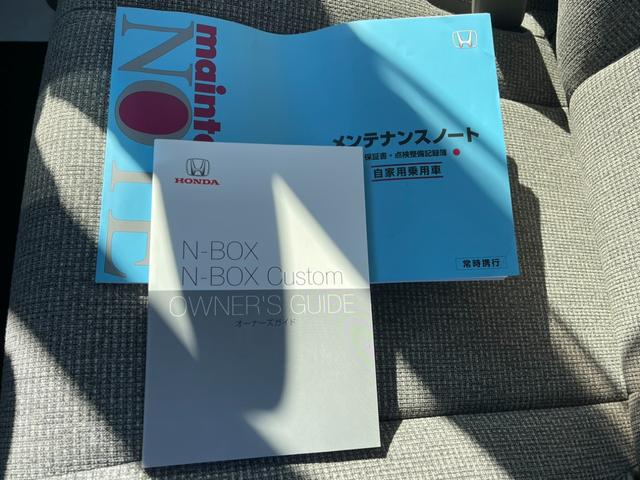 NOTE
メンテナンスノート
保証書・点検整備記録簿
自家用乗用車
常時携行
HONDA
N-BOX
N-BOX Custom
OWNER'S GUIDE
オーナーズガイド